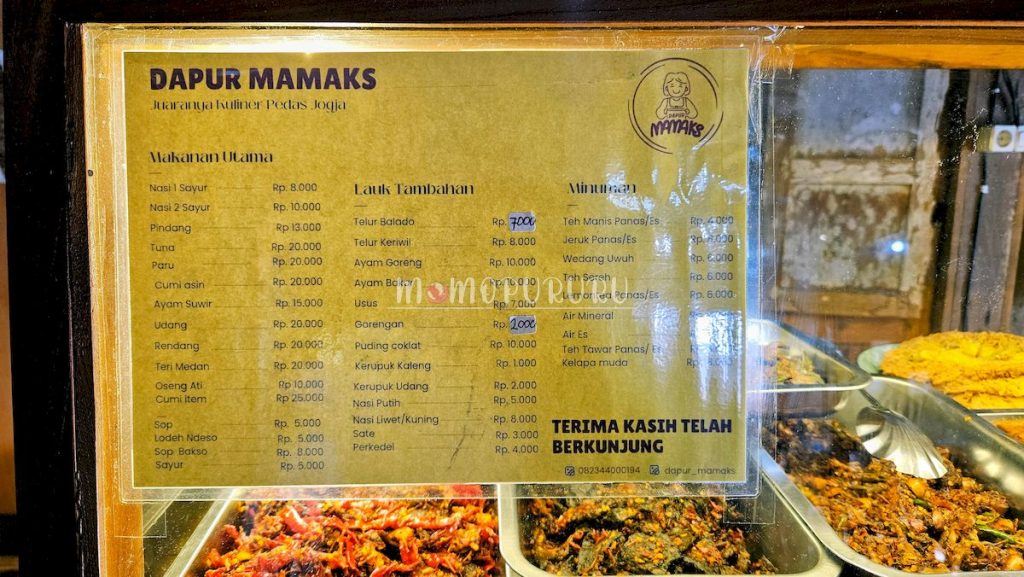 DAPUR MAMAKS
Juaranya Kuliner Pedas Jogja
DAPUR
MAMAKS
Makanan Utama
Nasi 1 Sayur Rp. 8.000
Nasi 2 Sayur Rp. 10.000
Pindang Rp 13.000
Tuna Rp. 20.000
Paru Rp. 20.000
Cumi asin Rp. 20.000
Ayam Suwir Rp. 15.000
Udang Rp. 20.000
Rendang Rp. 20.000
Teri Medan Rp. 20.000
Oseng Ati Rp 10.000
Cumi item Rp 25.000
Sop Rp. 5.000
Lodeh Ndeso Rp. 5.000
Sop Bakso Rp. 8.000
Sayur Rp. 5.000
Lauk Tambahan
Telur Balado Rp. 7000
Telur Keriwil Rp. 8.000
Ayam Goreng Rp. 10.000
Ayam Bakar Rp. 10.000
Usus Rp. 7.000
Gorengan Rp. 2000
Puding coklat Rp. 10.000
Kerupuk Kaleng Rp. 1.000
Kerupuk Udang Rp. 2.000
Nasi Putih Rp, 5.000
Nasi Liwet/Kuning Rp. 8.000
Sate Rp. 3.000
Perkedel Rp. 4.000
Minuman
Teh Manis Panas/Es Rp. 4.000
Jeruk Panas/Es Rp.
Wedang Uwuh Rp. 6.000
Teh Sereh Rp. 6.000
Lemontea Panas/Es Rp. 6.000
Air Mineral
Air Es
Teh Tawar Panas/ Es
Kelapa muda
TERIMA KASIH TELAH
BERKUNJUNG
082344000194 dapur_mamaks
MOMOPURURU